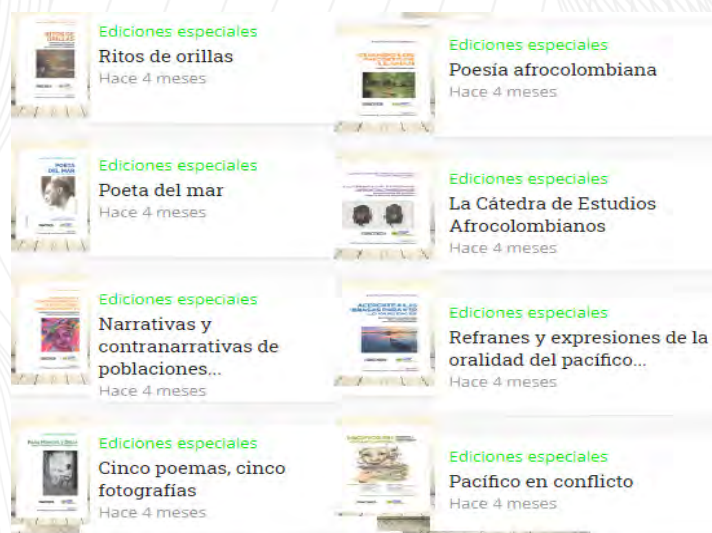 Ediciones especiales
Ritos de orillas
Hace 4 meses
Ediciones especiales
Poeta del mar
Hace 4 meses
POETA
DEL MAR
Ediciones especiales
Narrativas y
contranarrativas de
poblaciones...
Hace 4 meses
Ediciones especiales
Cinco poemas, cinco
fotografías
Hace 4 meses
Ediciones especiales
Poesía afrocolombiana
Hace 4 meses
Ediciones especiales
La Cátedra de Estudios
Afrocolombianos
Hace 4 meses
Ediciones especiales
Refranes y expresiones de la
oralidad del pacífico...
Hace 4 meses
Ediciones especiales
Pacífico en conflicto
Hace 4 meses